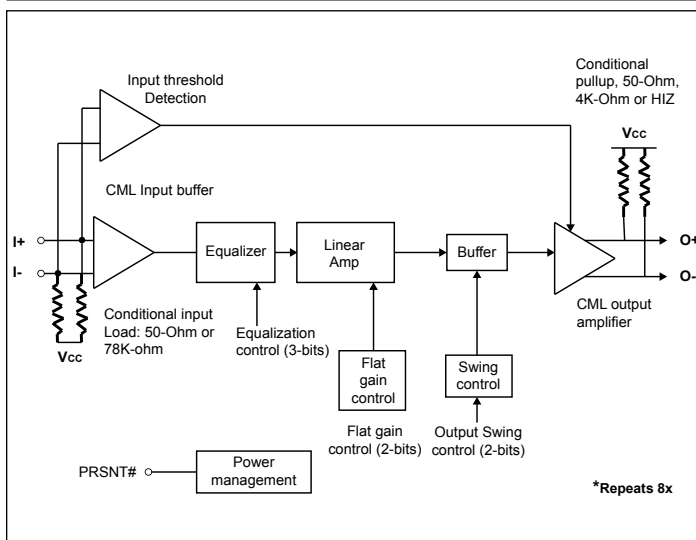 Input threshold
Detection
Conditional
pullup, 50-Ohm,
4K-Ohm or HIZ
Vcc
CML Input buffer
I+
I-
Equalizer
Linear
Amp
Buffer
O+
O-
CML output
amplifier
Conditional input
Load: 50-Ohm or
78K-ohm
Vcc
Equalization
control (3-bits)
Flat
gain
control
Swing
control
Flat gain
control (2-bits)
Output Swing
control (2-bits)
PRSNT#
Power
management
*Repeats 8x